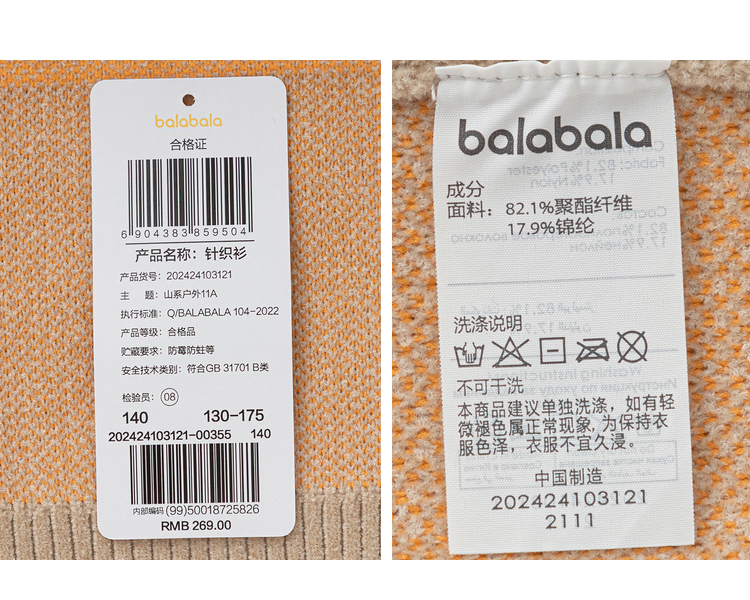 balabala
合格证
6904383859504
产品名称：针织衫
产品货号：202424103121
主 题：山系户外11A
执行标准：Q/BALABALA 104-2022
产品等级：合格品
贮藏要求：防霉防蛀等
安全技术类别：符合GB 31701 B类
检验员：08
140 130-175
202424103121-00355 140
内部编码 (99)50018725826
RMB 269.00
balabala
成分
面料：82.1%聚酯纤维
17.9%锦纶
洗涤说明
不可干洗
本商品建议单独洗涤，如有轻
微褪色属正常现象，为保持衣
服色泽，衣服不宜久浸。
中国制造
202424103121
2111